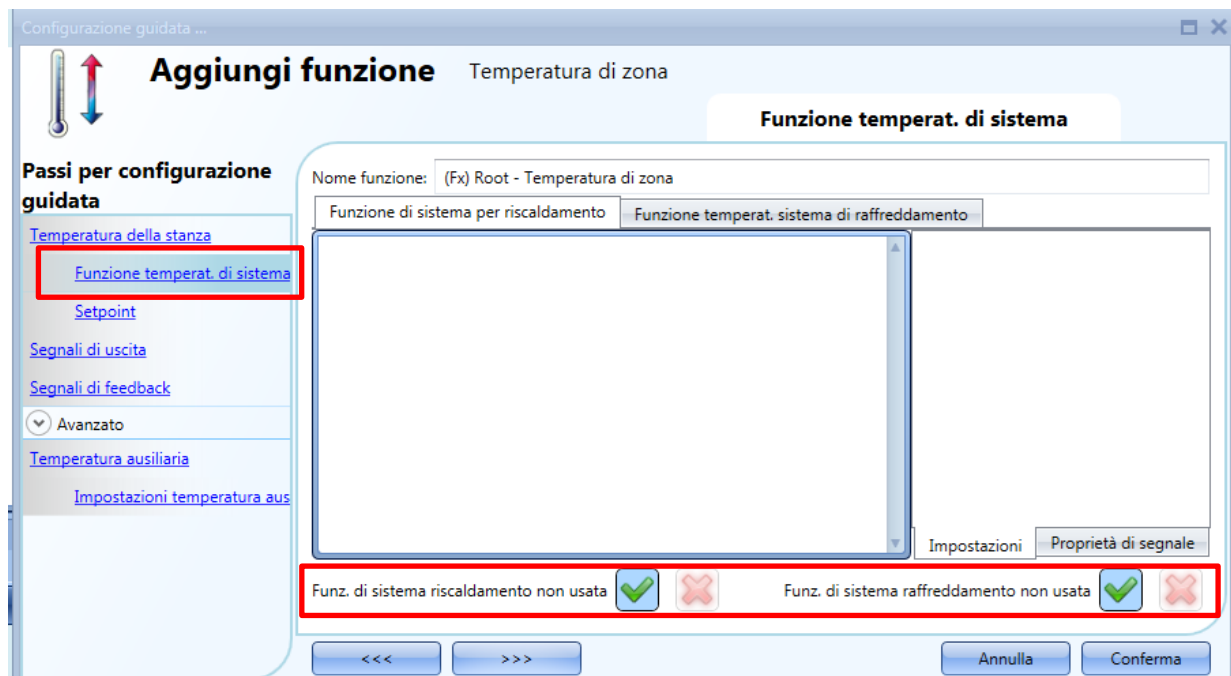 Configurazione guidata ...
Aggiungi funzione Temperatura di zona
Funzione temperat. di sistema
Passi per configurazione
guidata
Temperatura della stanza
Funzione temperat. di sistema
Setpoint
Segnali di uscita
Segnali di feedback
Avanzato
Temperatura ausiliaria
Impostazioni temperatura aus
Nome funzione: (Fx) Root - Temperatura di zona
Funzione di sistema per riscaldamento Funzione temperat. sistema di raffreddamento
Impostazioni Proprietà di segnale
Funz. di sistema riscaldamento non usata Funz. di sistema raffreddamento non usata
<<< >>> Annulla Conferma